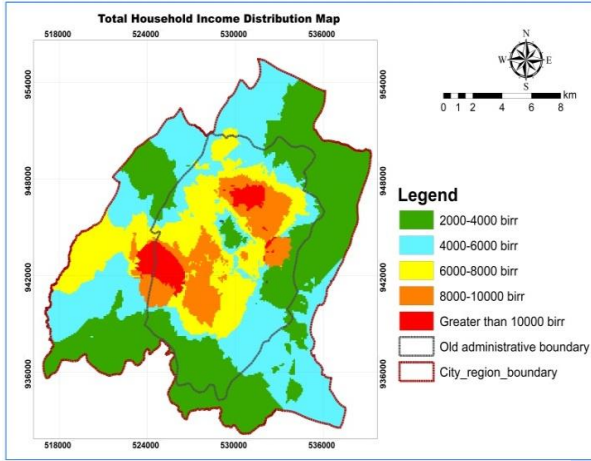 Total Household Income Distribution Map
518000 524000 530000 536000
954000
948000
942000
936000
954000
948000
942000
936000
518000 524000 530000 536000
N
W E
S
km
0 1 2 4 6 8
Legend
2000-4000 birr
4000-6000 birr
6000-8000 birr
8000-10000 birr
Greater than 10000 birr
Old administrative boundary
City_region_boundary